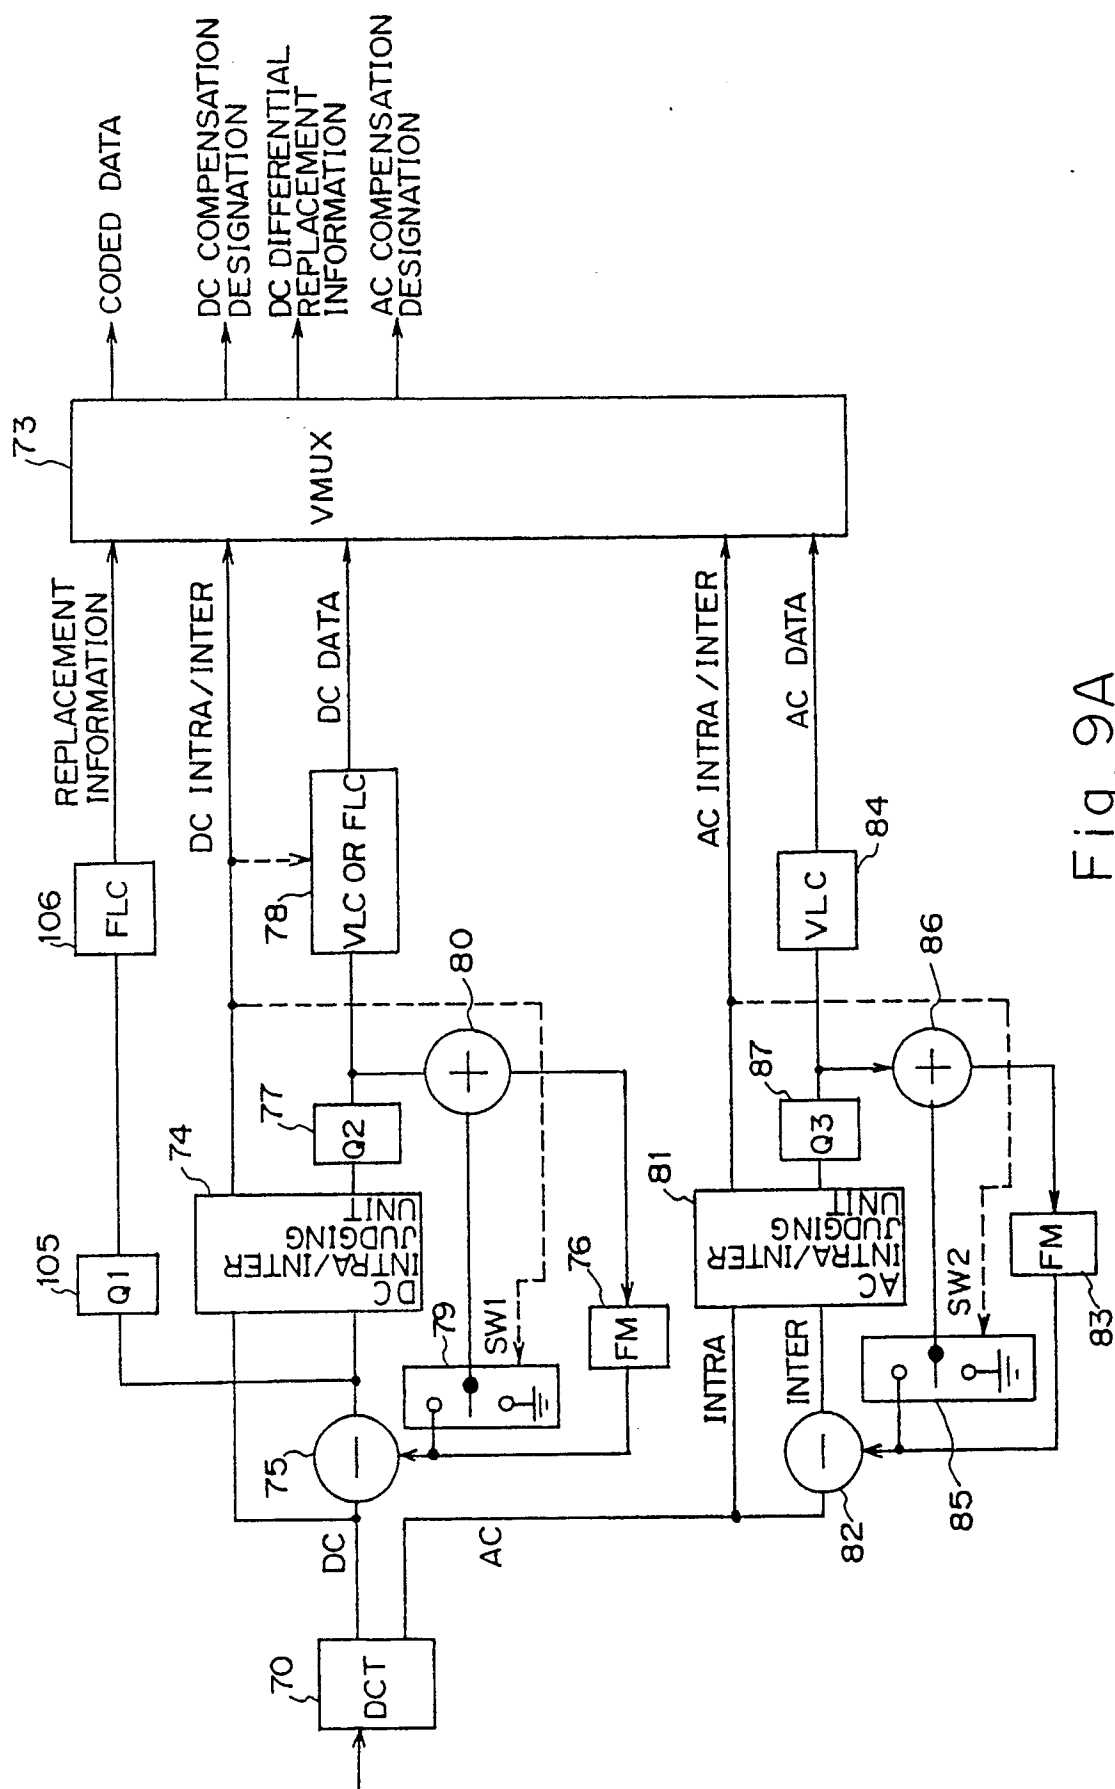 70
DCT
DC
AC
75
−
105
Q1
106
FLC
REPLACEMENT
INFORMATION
74
DC
INTRA/INTER
JUDGING
UNIT
DC INTRA/INTER
77
Q2
78
VLC OR FLC
DC DATA
79
SW1
80
+
76
FM
INTRA
INTER
82
−
81
AC
INTRA/INTER
JUDGING
UNIT
AC INTRA/INTER
87
Q3
84
VLC
AC DATA
85
SW2
86
+
83
FM
73
VMUX
CODED DATA
DC COMPENSATION
DESIGNATION
DC DIFFERENTIAL
REPLACEMENT
INFORMATION
AC COMPENSATION
DESIGNATION
Fig. 9A